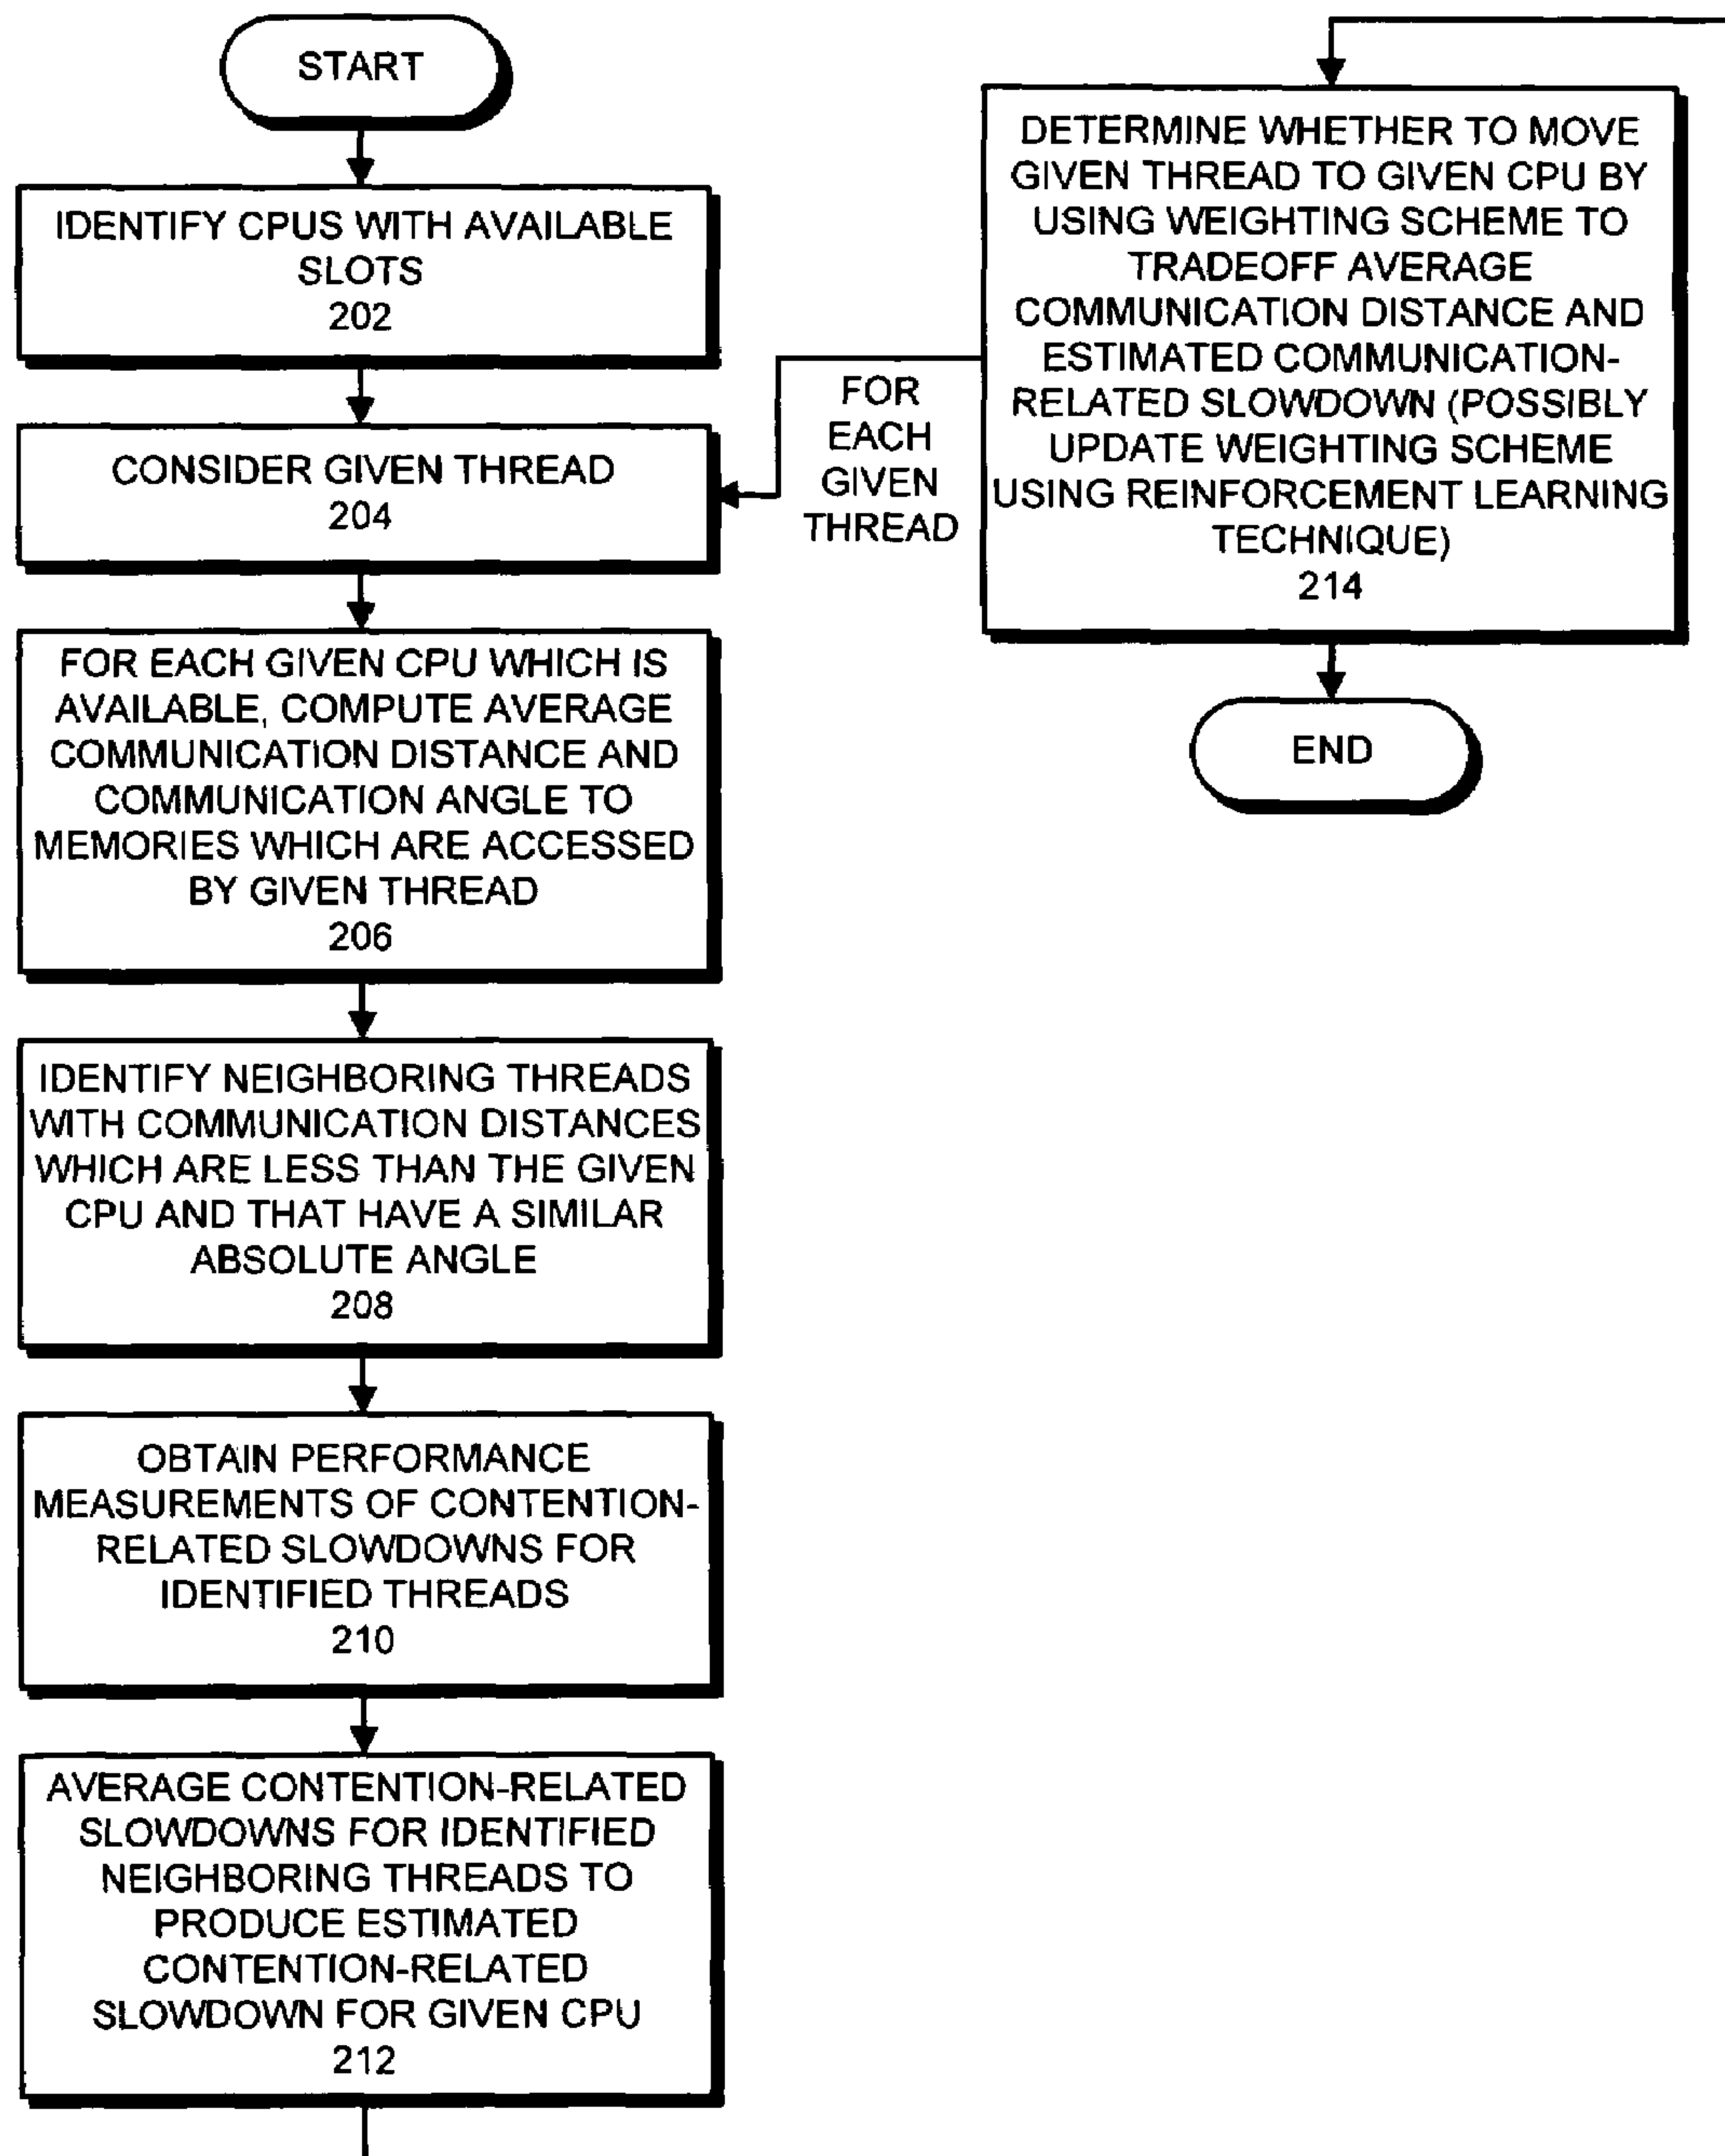 START
IDENTIFY CPUS WITH AVAILABLE
SLOTS
202
CONSIDER GIVEN THREAD
204
FOR EACH GIVEN CPU WHICH IS
AVAILABLE, COMPUTE AVERAGE
COMMUNICATION DISTANCE AND
COMMUNICATION ANGLE TO
MEMORIES WHICH ARE ACCESSED
BY GIVEN THREAD
206
IDENTIFY NEIGHBORING THREADS
WITH COMMUNICATION DISTANCES
WHICH ARE LESS THAN THE GIVEN
CPU AND THAT HAVE A SIMILAR
ABSOLUTE ANGLE
208
OBTAIN PERFORMANCE
MEASUREMENTS OF CONTENTION-
RELATED SLOWDOWNS FOR
IDENTIFIED THREADS
210
AVERAGE CONTENTION-RELATED
SLOWDOWNS FOR IDENTIFIED
NEIGHBORING THREADS TO
PRODUCE ESTIMATED
CONTENTION-RELATED
SLOWDOWN FOR GIVEN CPU
212
DETERMINE WHETHER TO MOVE
GIVEN THREAD TO GIVEN CPU BY
USING WEIGHTING SCHEME TO
TRADEOFF AVERAGE
COMMUNICATION DISTANCE AND
ESTIMATED COMMUNICATION-
RELATED SLOWDOWN (POSSIBLY
UPDATE WEIGHTING SCHEME
USING REINFORCEMENT LEARNING
TECHNIQUE)
214
FOR
EACH
GIVEN
THREAD
END